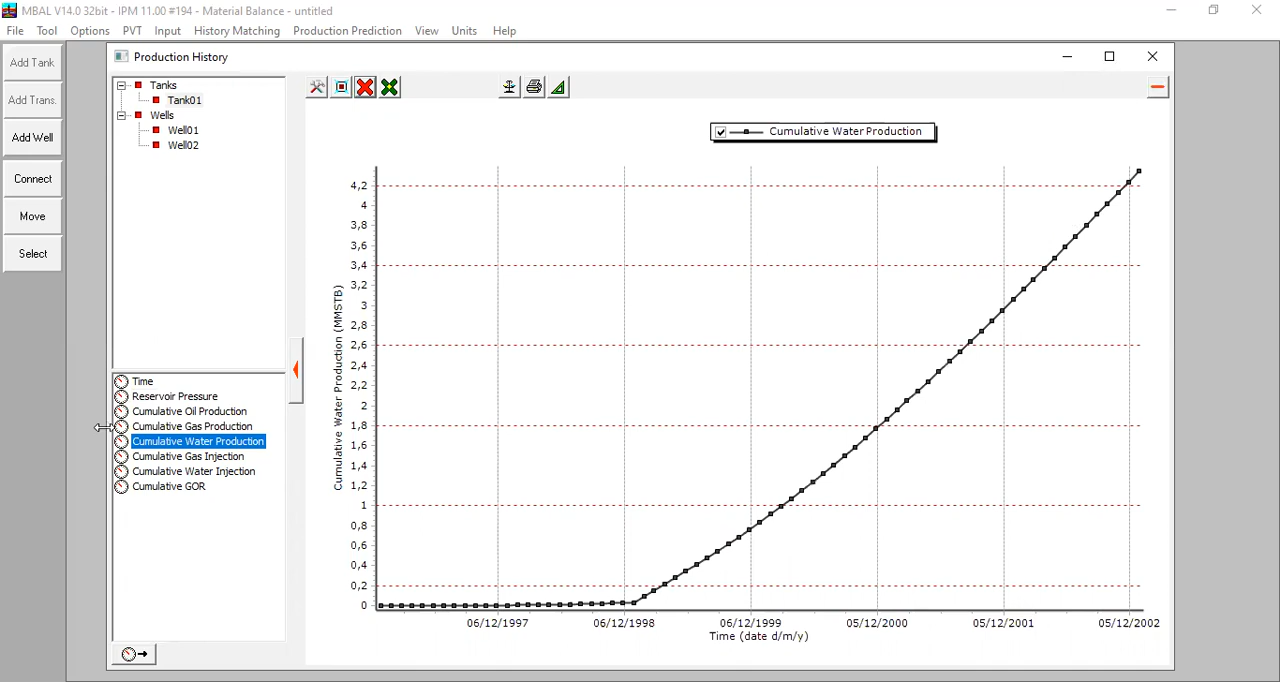 MBAL V14.0 32bit - IPM 11.00 #194 - Material Balance - untitled
File Tool Options PVT Input History Matching Production Prediction View Units Help
Add Tank
Add Trans.
Add Well
Connect
Move
Select
Production History
Tanks
Tank01
Wells
Well01
Well02
Time
Reservoir Pressure
Cumulative Oil Production
Cumulative Gas Production
Cumulative Water Production
Cumulative Gas Injection
Cumulative Water Injection
Cumulative GOR
Cumulative Water Production
Cumulative Water Production (MMSTB)
4,2
4
3,8
3,6
3,4
3,2
3
2,8
2,6
2,4
2,2
2
1,8
1,6
1,4
1,2
1
0,8
0,6
0,4
0,2
0
06/12/1997 06/12/1998 06/12/1999 05/12/2000 05/12/2001 05/12/2002
Time (date d/m/y)